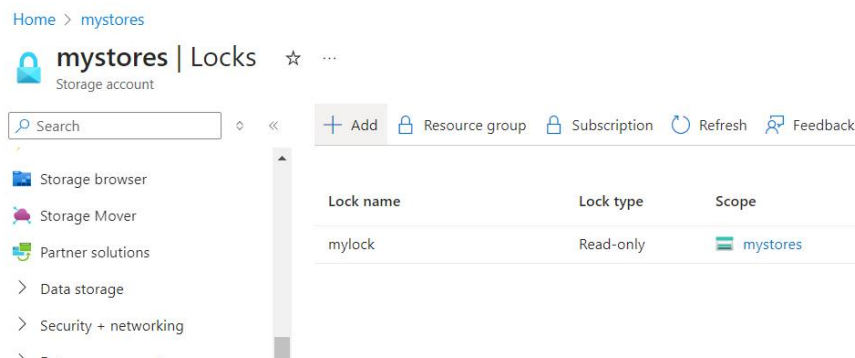 Home > mystores
mystores | Locks
Storage account
Search
Storage browser
Storage Mover
Partner solutions
Data storage
Security + networking
Add Resource group Subscription Refresh Feedback
Lock name Lock type Scope
mylock Read-only mystores